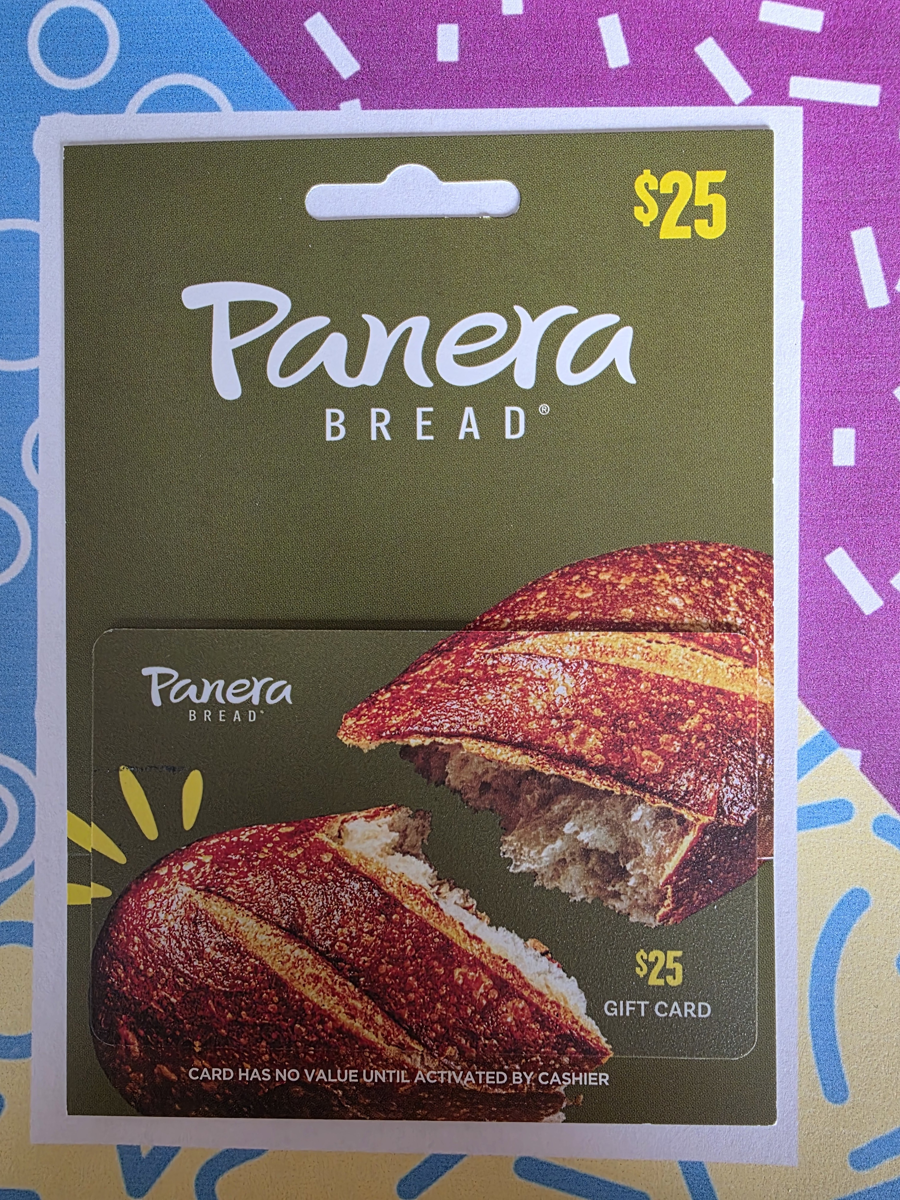 $25
Panera
BREAD®
Panera
BREAD®
$25
GIFT CARD
CARD HAS NO VALUE UNTIL ACTIVATED BY CASHIER